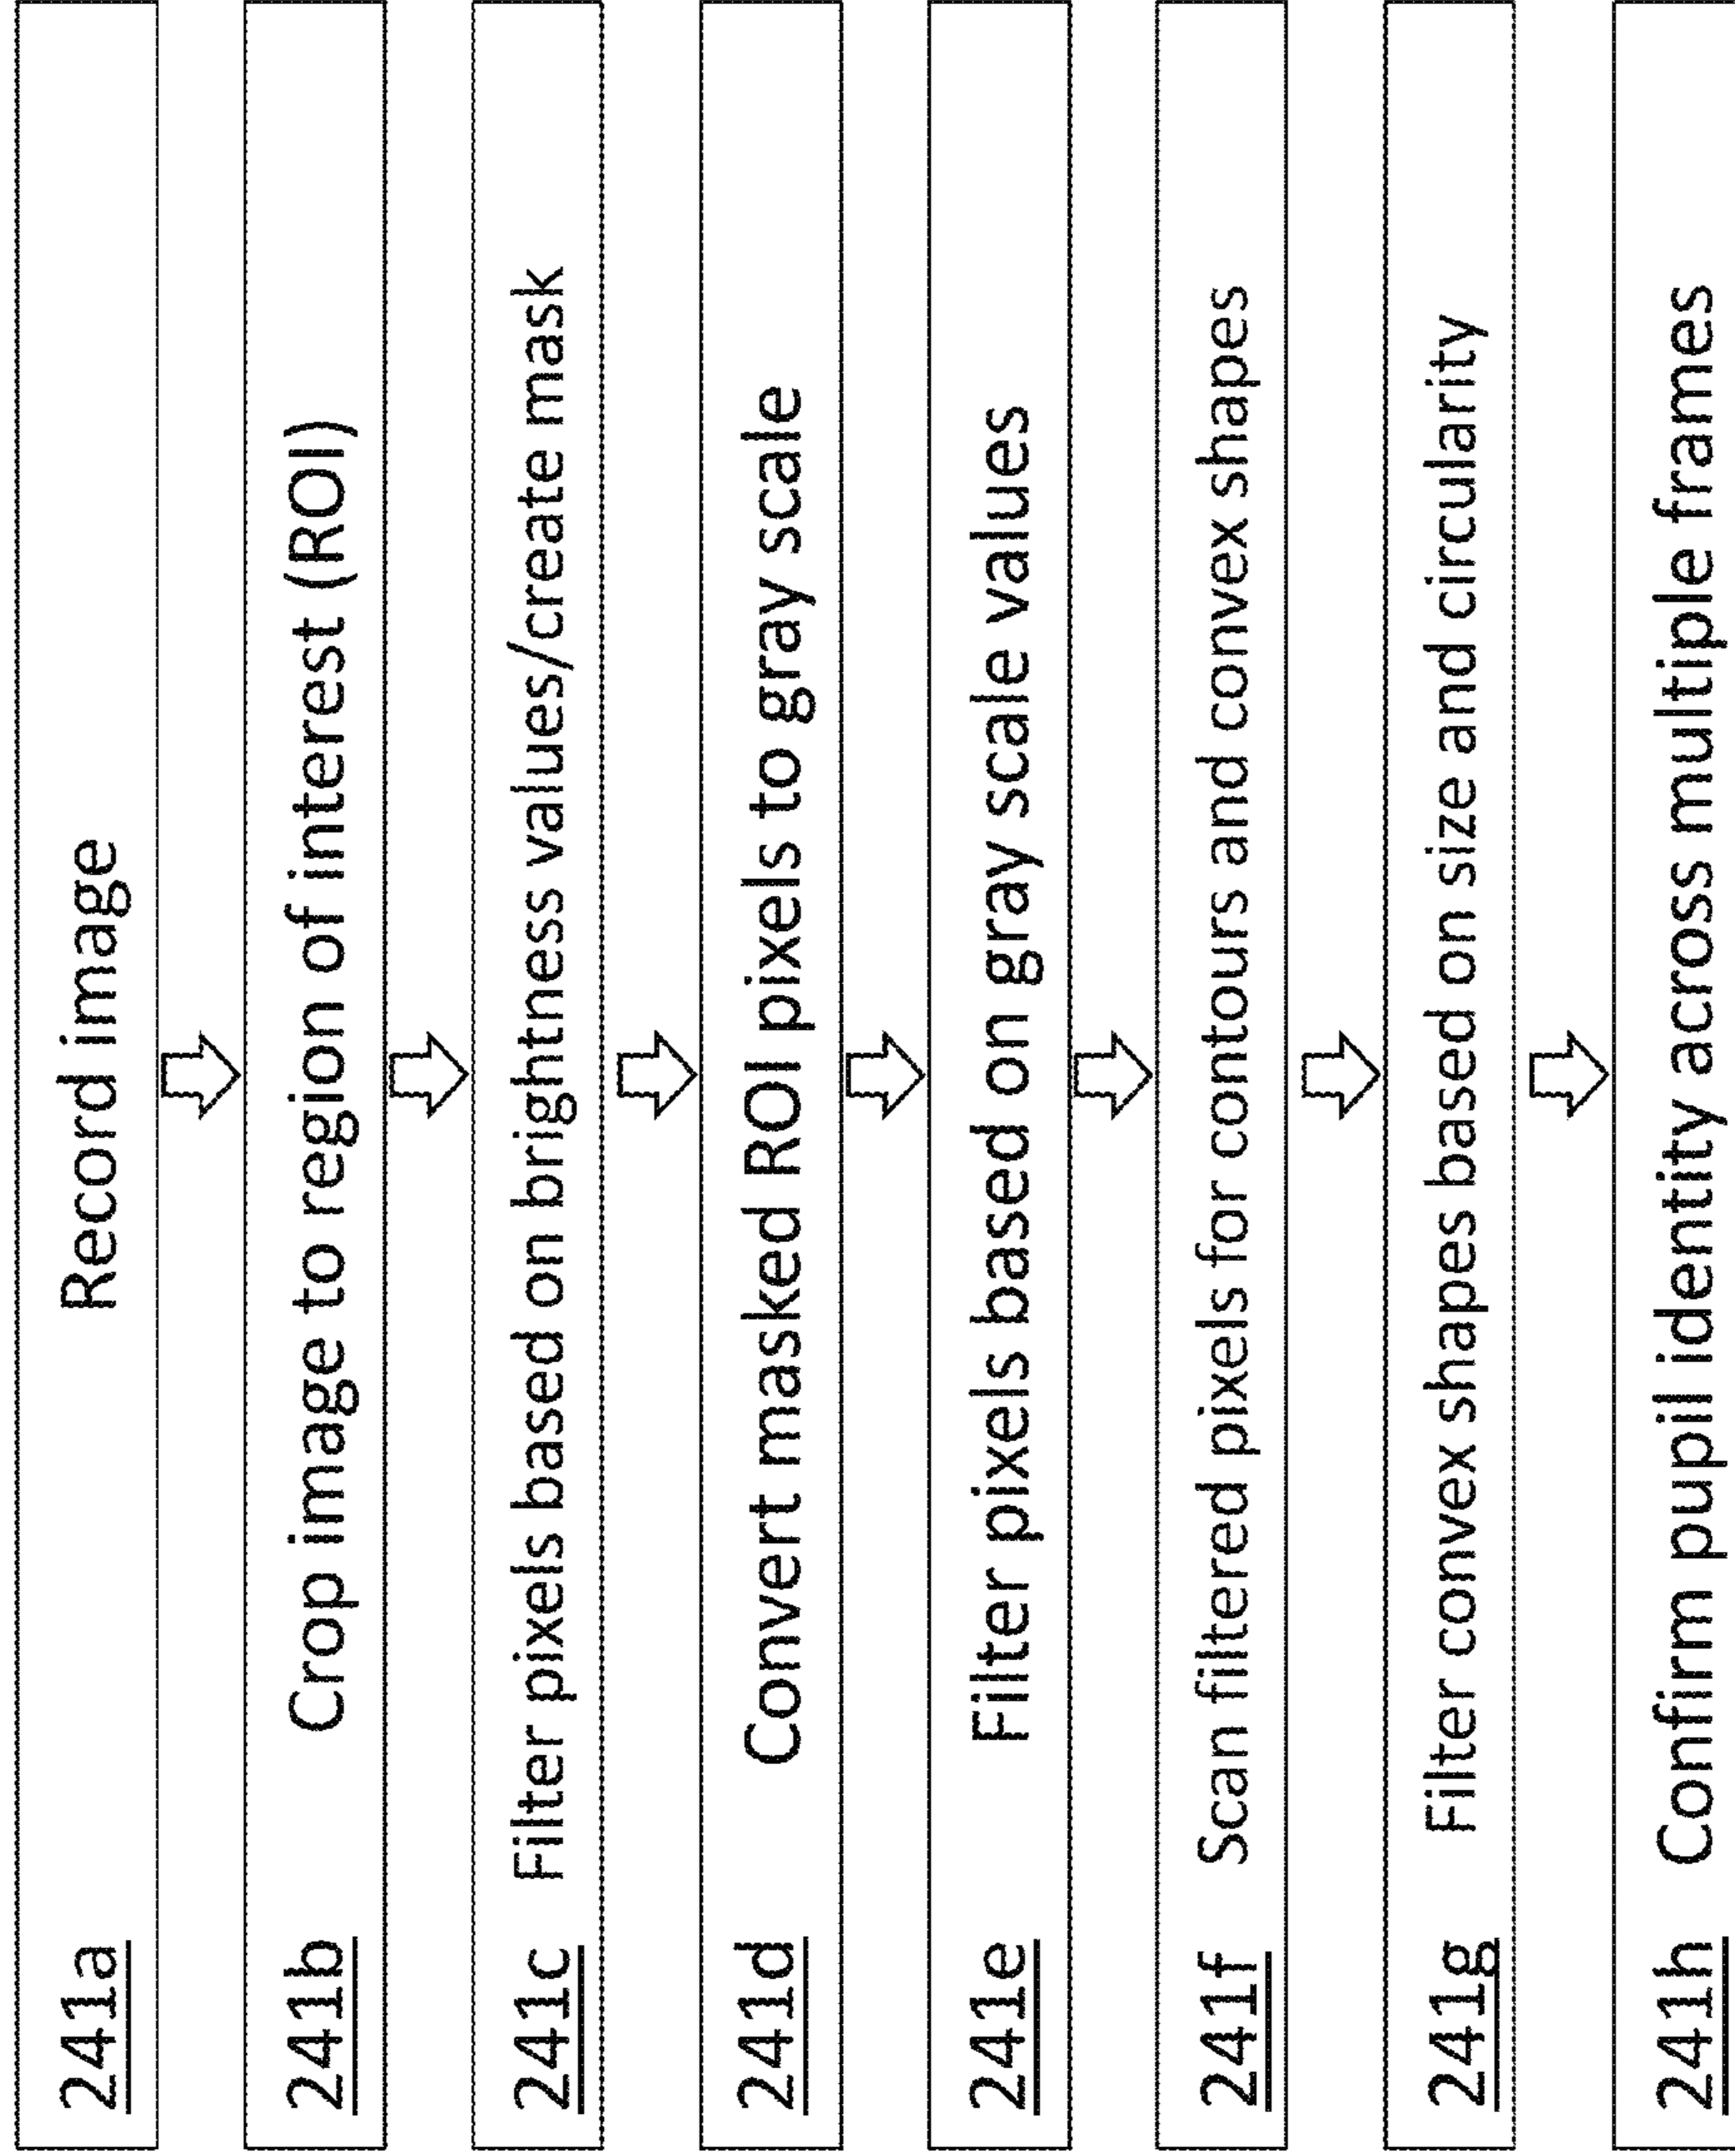 241a Record image
241b Crop image to region of interest (ROI)
241c Filter pixels based on brightness values/create mask
241d Convert masked ROI pixels to gray scale
241e Filter pixels based on gray scale values
241f Scan filtered pixels for contours and convex shapes
241g Filter convex shapes based on size and circularity
241h Confirm pupil identity across multiple frames